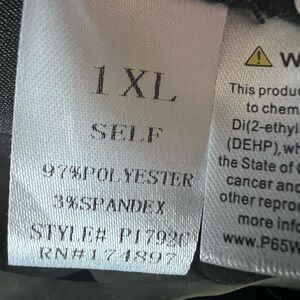 1XL
SELF
97%POLYESTER
3%SPANDEX
STYLE# P1792C
RN#174897
⚠ W
This produc
to chem
Di(2-ethyl
(DEHP), wh
the State of C
cancer and
other repro
more info
www.P65W